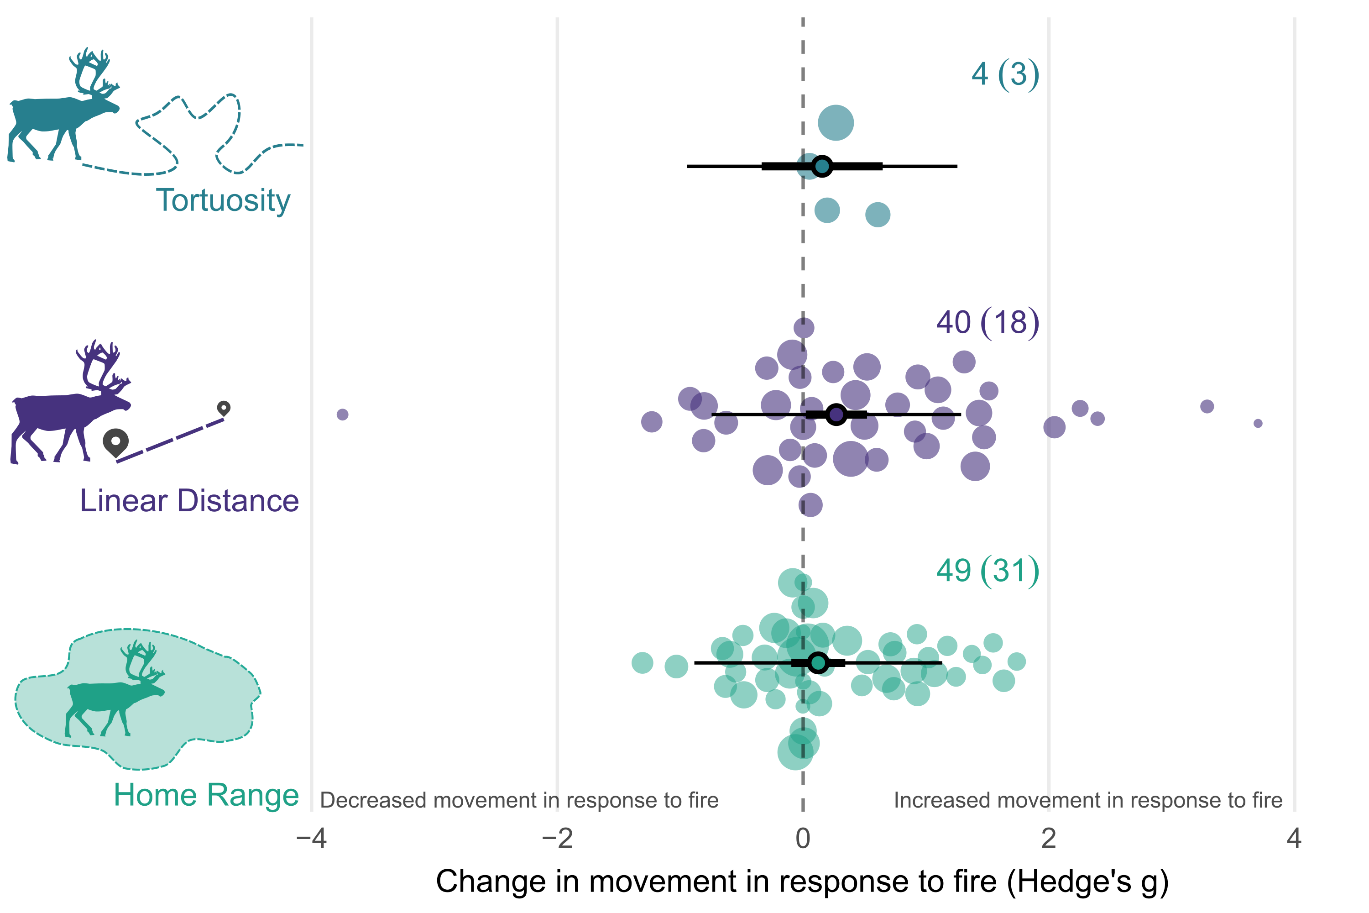 4 (3)
Tortuosity
40 (18)
Linear Distance
49 (31)
Home Range
Decreased movement in response to fire
Increased movement in response to fire
−4
−2
0
2
4
Change in movement in response to fire (Hedge's g)